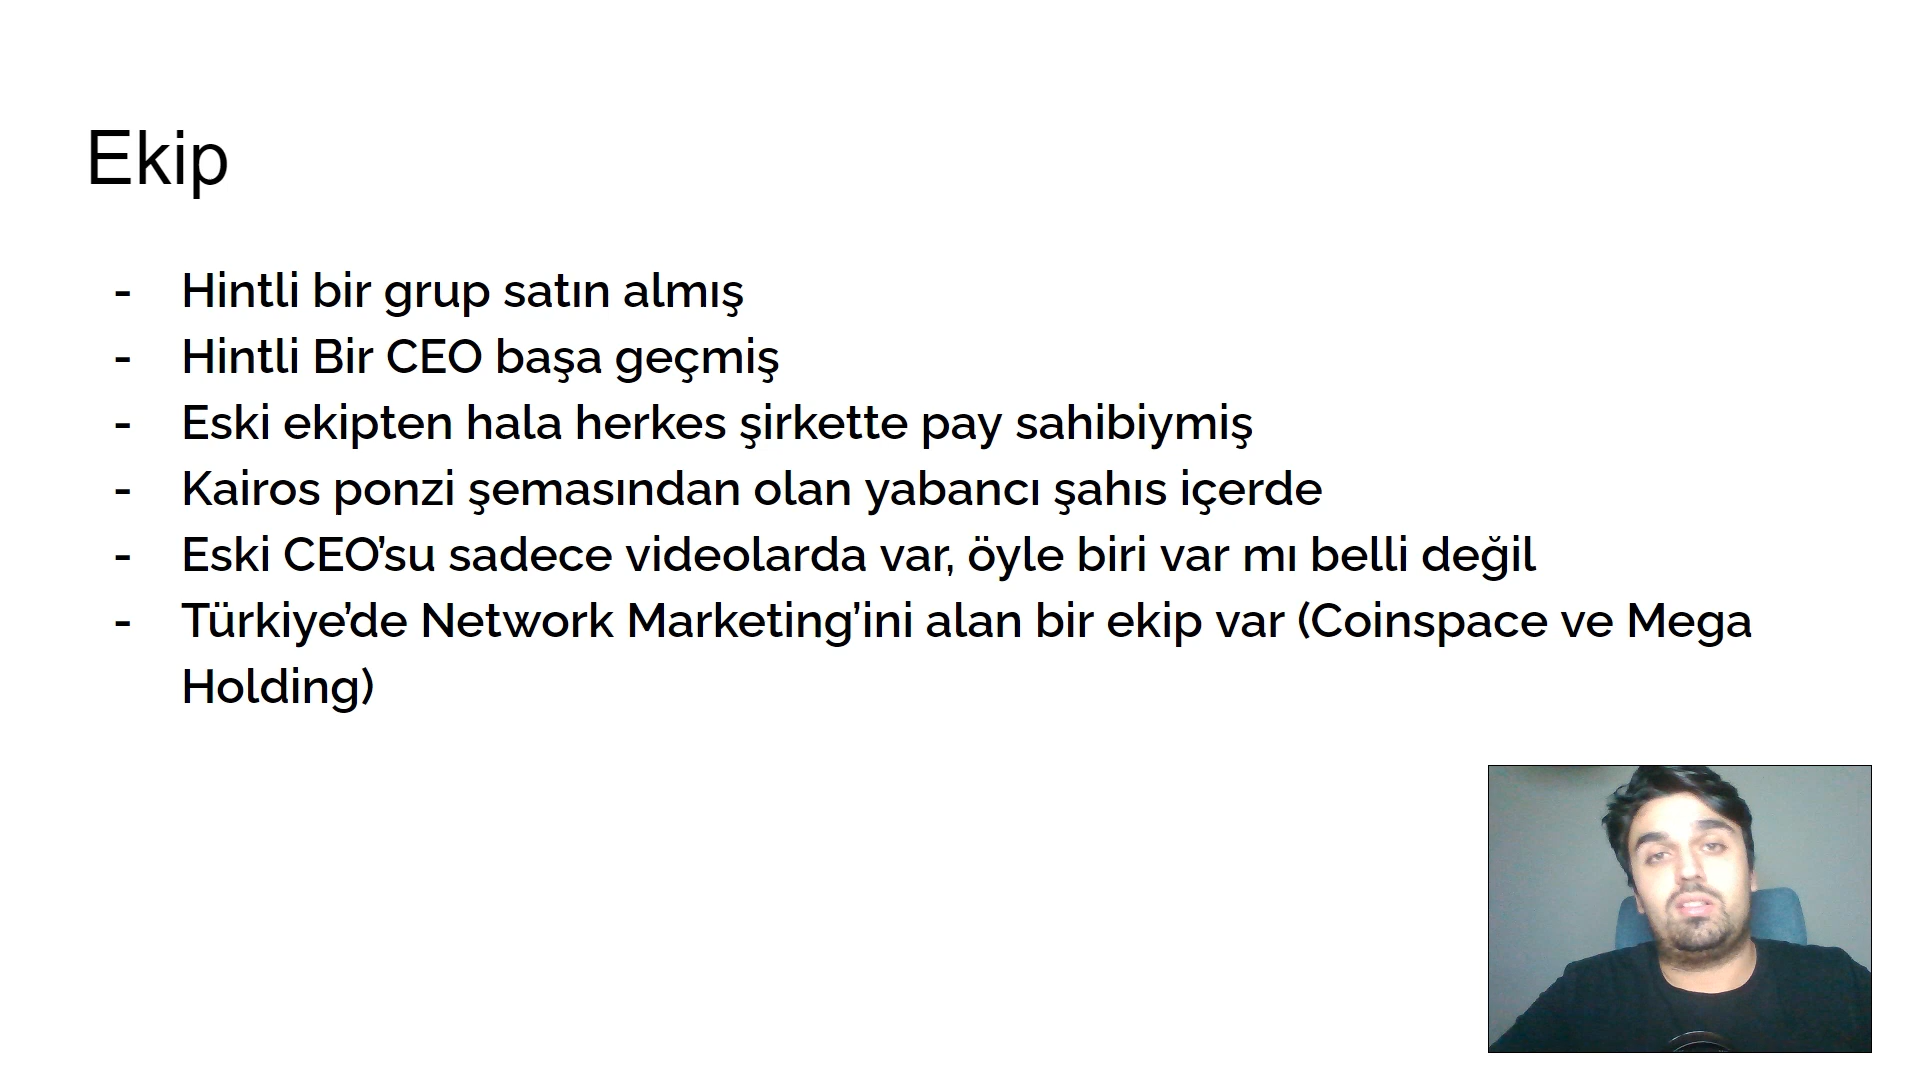 Ekip
- Hintli bir grup satın almış
- Hintli Bir CEO başa geçmiş
- Eski ekipten hala herkes şirkette pay sahibiymiş
- Kairos ponzi şemasından olan yabancı şahıs içerde
- Eski CEO’su sadece videolarda var, öyle biri var mı belli değil
- Türkiye’de Network Marketing’ini alan bir ekip var (Coinspace ve Mega
Holding)